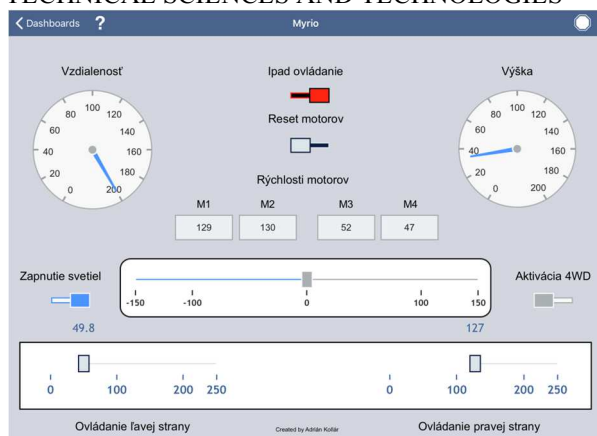 TECHNICAL SCIENCES AND TECHNOLOGIES
Dashboards ? Myrio
Vzdialenosť
0 20 40 60 80 100 120 140 160 180 200
Ipad ovládanie
Reset motorov
Výška
0 20 40 60 80 100 120 140 160 180 200
Rýchlosti motorov
M1 M2 M3 M4
129 130 52 47
Zapnutie svetiel
-150 -100 0 100 150
Aktivácia 4WD
49.8 127
0 100 200 250 0 100 200 250
Ovládanie ľavej strany Created by Adrián Kollár Ovládanie pravej strany